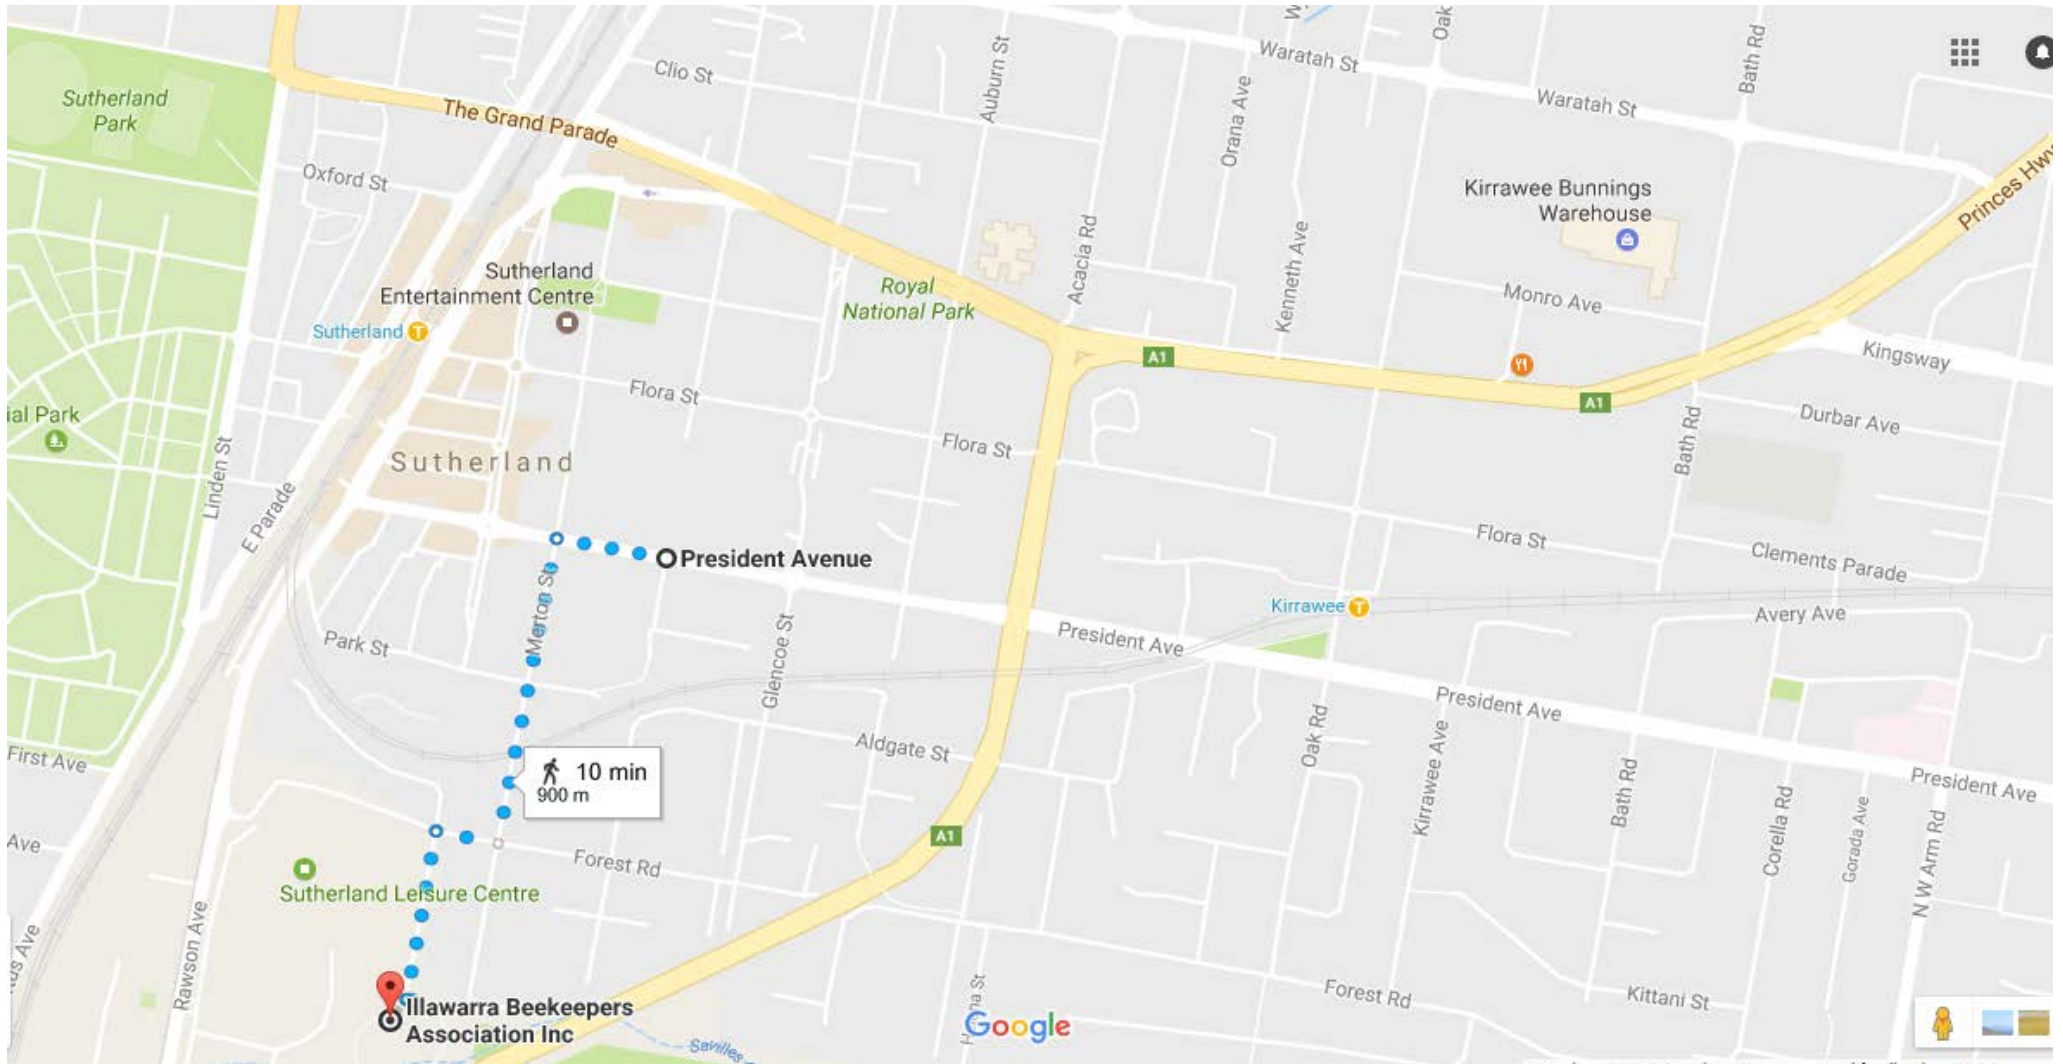 Clio St
Auburn St
Waratah St
Oak
Bath Rd
Sutherland
Park
The Grand Parade
Orana Ave
Waratah St
Princes Hwy
Oxford St
Kirrawee Bunnings
Warehouse
Acacia Rd
Kenneth Ave
Sutherland
Entertainment Centre
Royal
National Park
Monro Ave
Sutherland
A1
Kingsway
Flora St
A1
Durbar Ave
ial Park
Linden St
Flora St
Bath Rd
Sutherland
E Parade
Flora St
Clements Parade
President Avenue
Merton St
Kirrawee
Avery Ave
Park St
Glencoe St
President Ave
President Ave
First Ave
Aldgate St
Oak Rd
Kirrawee Ave
Bath Rd
President Ave
10 min
900 m
Corella Rd
Gorada Ave
N W Arm Rd
Ave
A1
Forest Rd
Sutherland Leisure Centre
Rawson Ave
Illawarra Beekeepers
Association Inc
Forest Rd
Kittani St
Google
Savilles